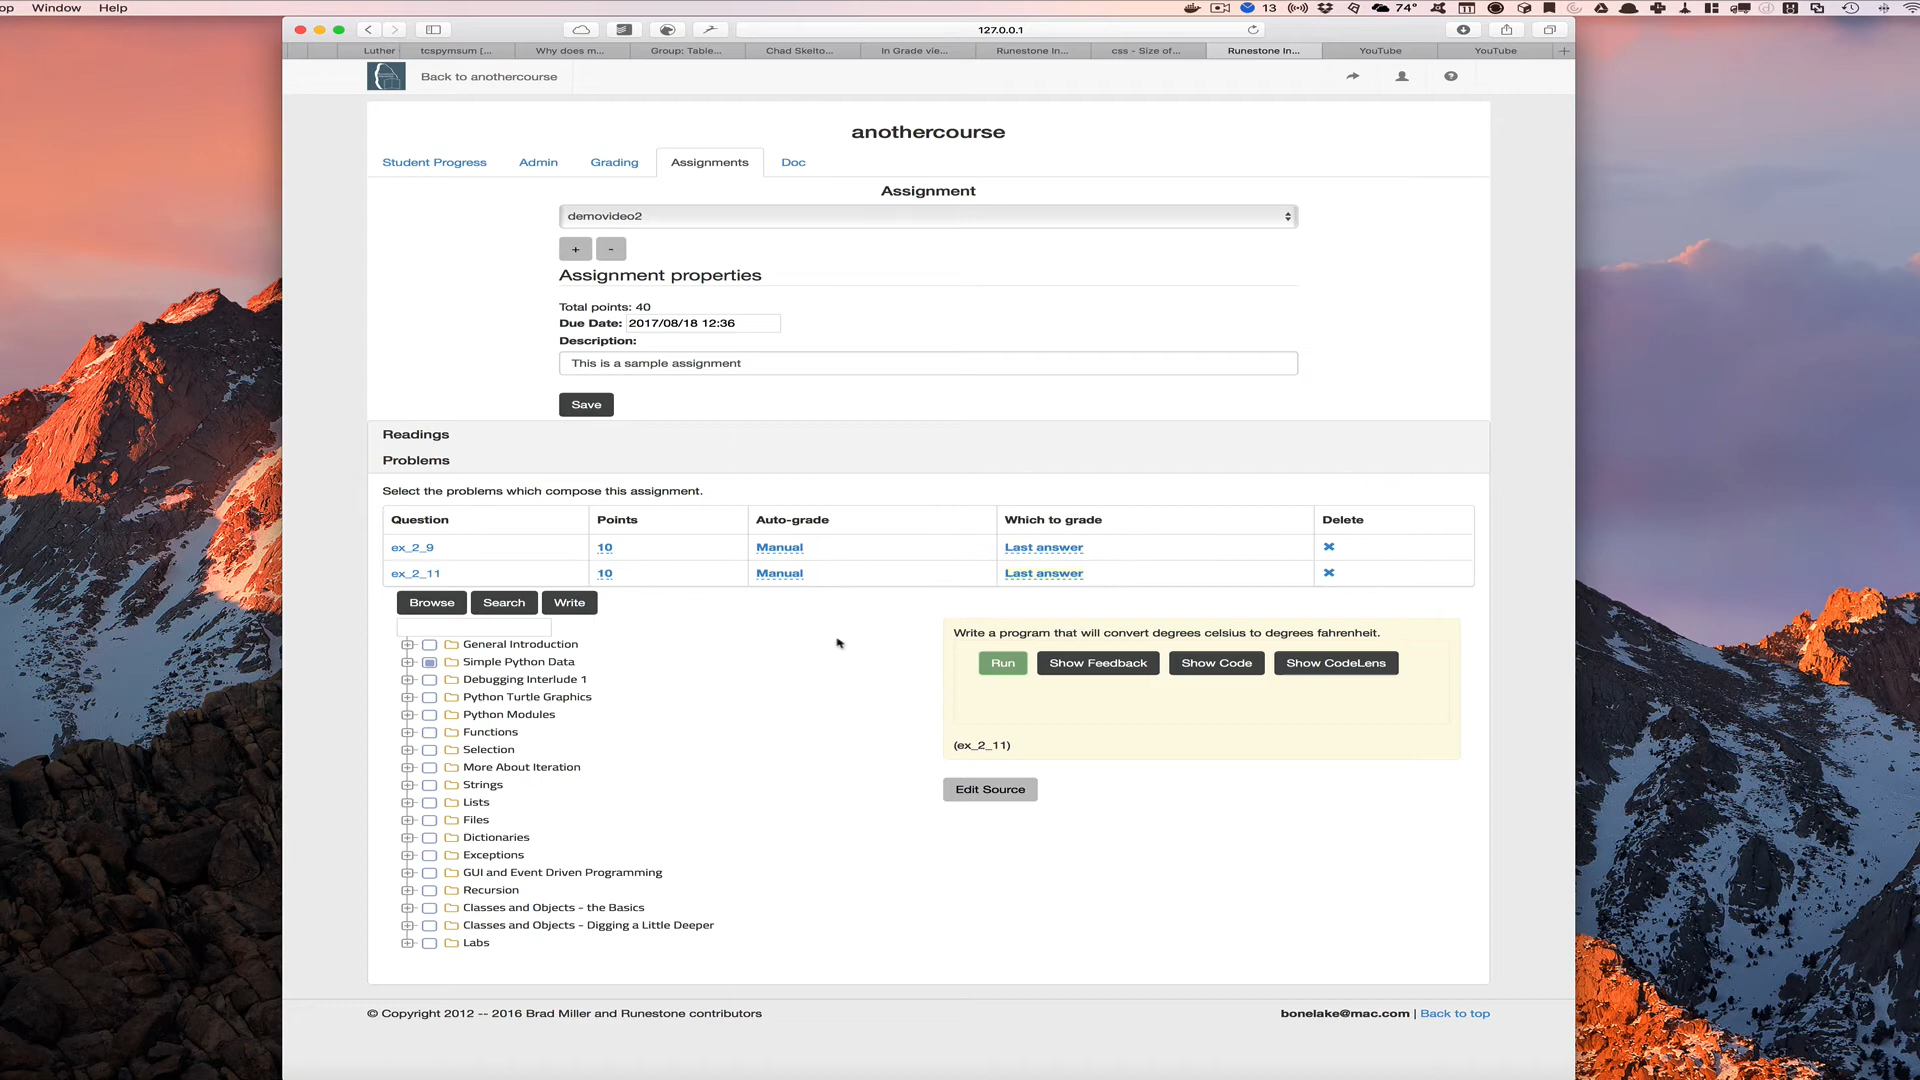 op Window Help 13 74° 11
127.0.0.1
Luther tcspymsum [... Why does m... Group: Table... Chad Skelto... In Grade vie... Runestone In... css - Size of... Runestone In... YouTube YouTube
Back to anothercourse
anothercourse
Student Progress Admin Grading Assignments Doc
Assignment
demovideo2
+ -
Assignment properties
Total points: 40
Due Date: 2017/08/18 12:36
Description:
This is a sample assignment
Save
Readings
Problems
Select the problems which compose this assignment.
Question Points Auto-grade Which to grade Delete
ex_2_9 10 Manual Last answer
ex_2_11 10 Manual Last answer
Browse Search Write
General Introduction
Simple Python Data
Debugging Interlude 1
Python Turtle Graphics
Python Modules
Functions
Selection
More About Iteration
Strings
Lists
Files
Dictionaries
Exceptions
GUI and Event Driven Programming
Recursion
Classes and Objects - the Basics
Classes and Objects - Digging a Little Deeper
Labs
Write a program that will convert degrees celsius to degrees fahrenheit.
Run Show Feedback Show Code Show CodeLens
(ex_2_11)
Edit Source
© Copyright 2012 -- 2016 Brad Miller and Runestone contributors
bonelake@mac.com | Back to top